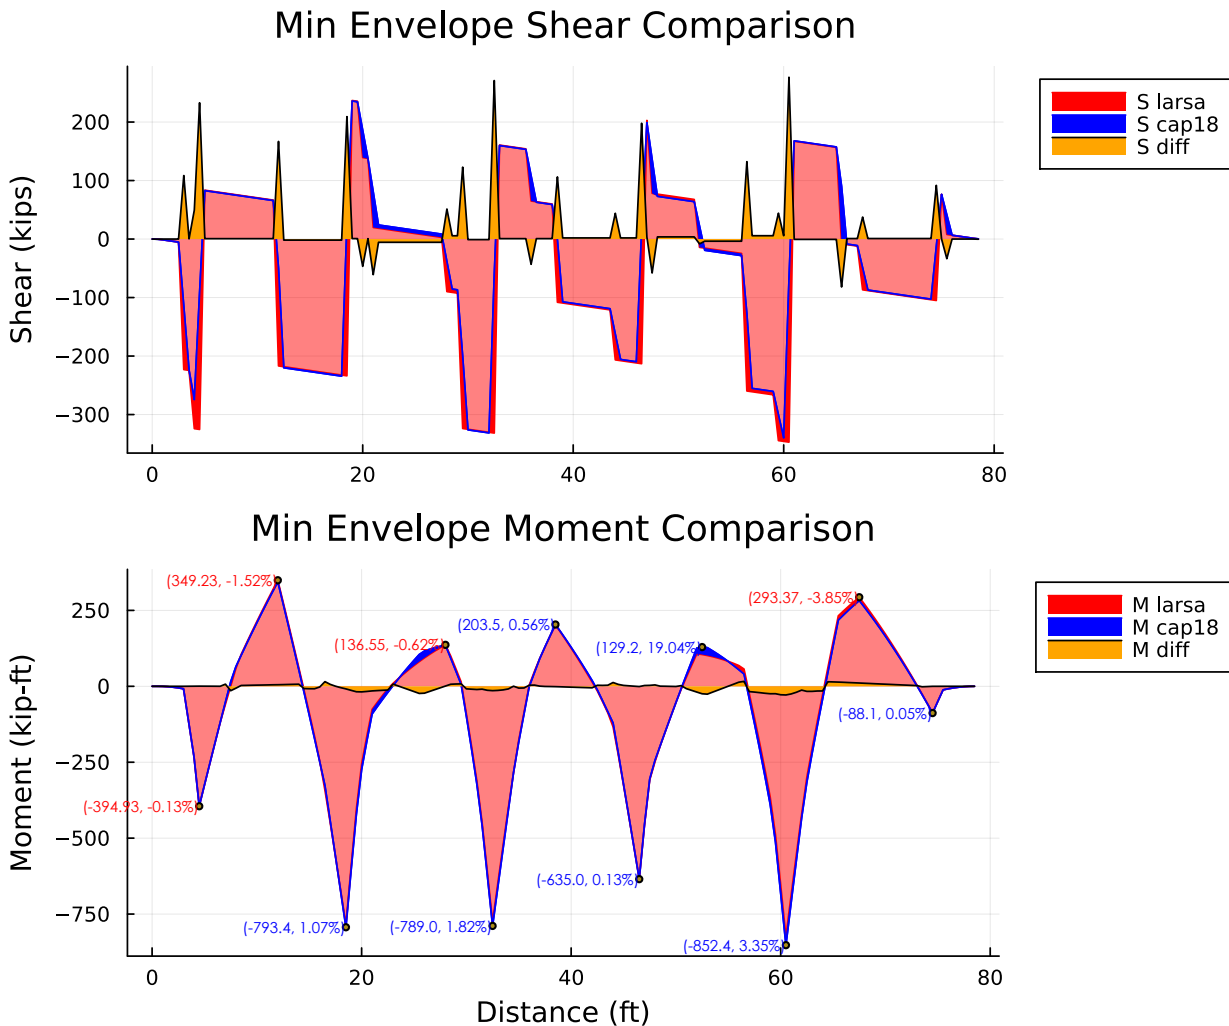 Min Envelope Shear Comparison
S larsa
S cap18
S diff
Shear (kips)
200
100
0
−100
−200
−300
0
20
40
60
80
Min Envelope Moment Comparison
M larsa
M cap18
M diff
Moment (kip-ft)
250
0
−250
−500
−750
(349.23, -1.52%)
(293.37, -3.85%)
(203.5, 0.56%)
(136.55, -0.62%)
(129.2, 19.04%)
(-88.1, 0.05%)
(-394.93, -0.13%)
(-635.0, 0.13%)
(-793.4, 1.07%)
(-789.0, 1.82%)
(-852.4, 3.35%)
0
20
40
60
80
Distance (ft)